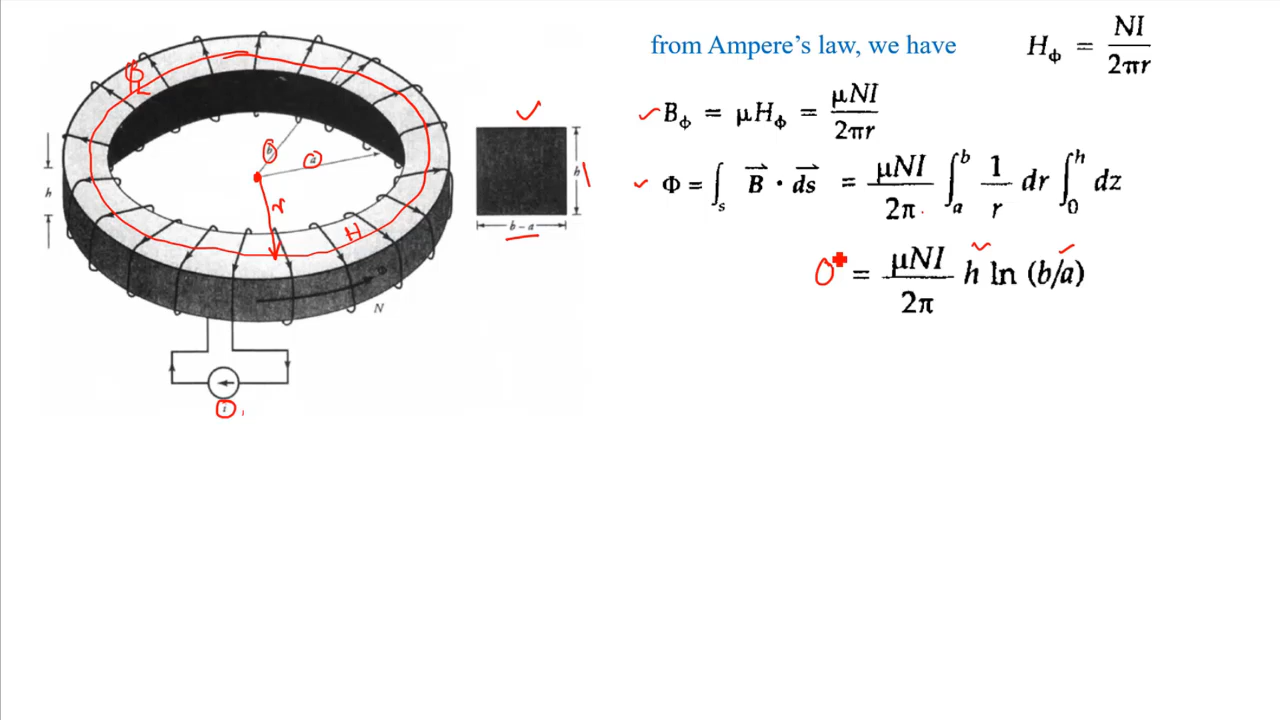 from Ampere's law, we have H_ϕ = NI / 2πr
B_ϕ = μH_ϕ = μNI / 2πr
Φ = ∫_s B⃗ · d⃗s = μNI / 2π ∫_a^b 1/r dr ∫_0^h dz
= μNI / 2π h ln (b/a)
B
b
a
h
r
H
Φ
N
i
h
b – a